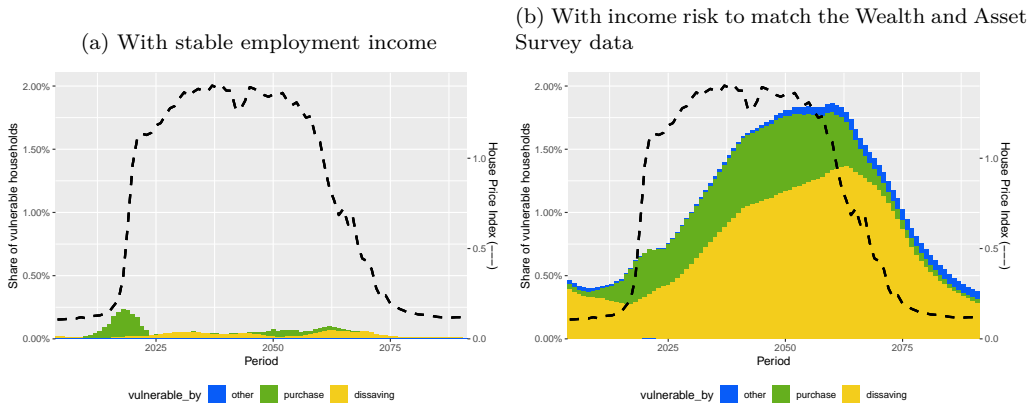 (a) With stable employment income
(b) With income risk to match the Wealth and Asset
Survey data
2.00%
1.50%
1.00%
0.50%
0.00%
Share of vulnerable households
1.0
0.5
0.0
House Price Index (---)
2025
2050
2075
Period
vulnerable_by other purchase dissaving
2.00%
1.50%
1.00%
0.50%
0.00%
Share of vulnerable households
1.0
0.5
0.0
House Price Index (---)
2025
2050
2075
Period
vulnerable_by other purchase dissaving